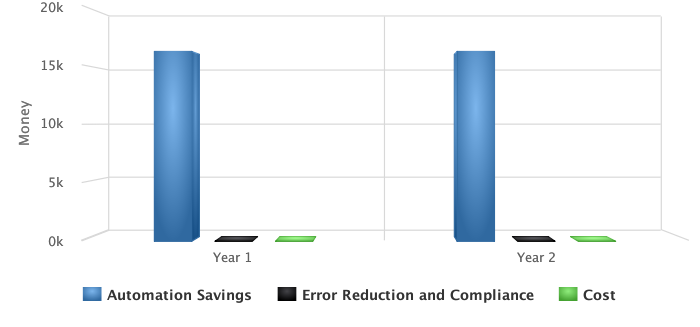 20k
15k
10k
5k
0k
Money
Year 1 Year 2
Automation Savings Error Reduction and Compliance Cost